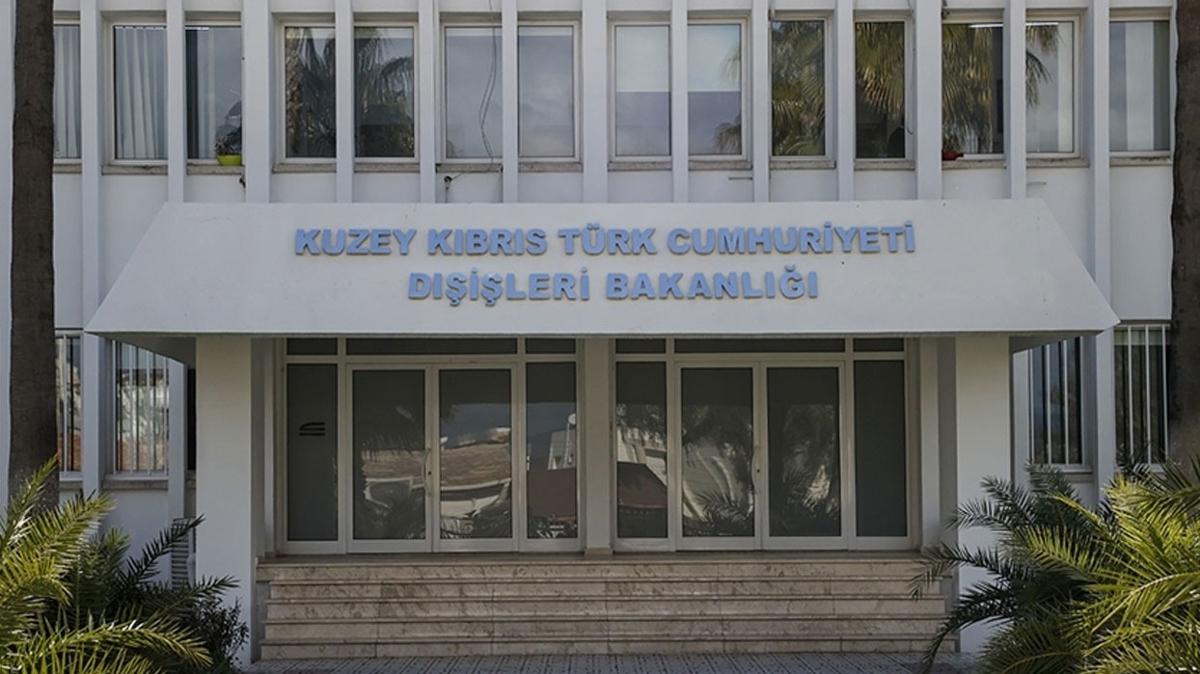 KUZEY KIBRIS TÜRK CUMHURİYETİ
DIŞİŞLERİ BAKANLIĞI